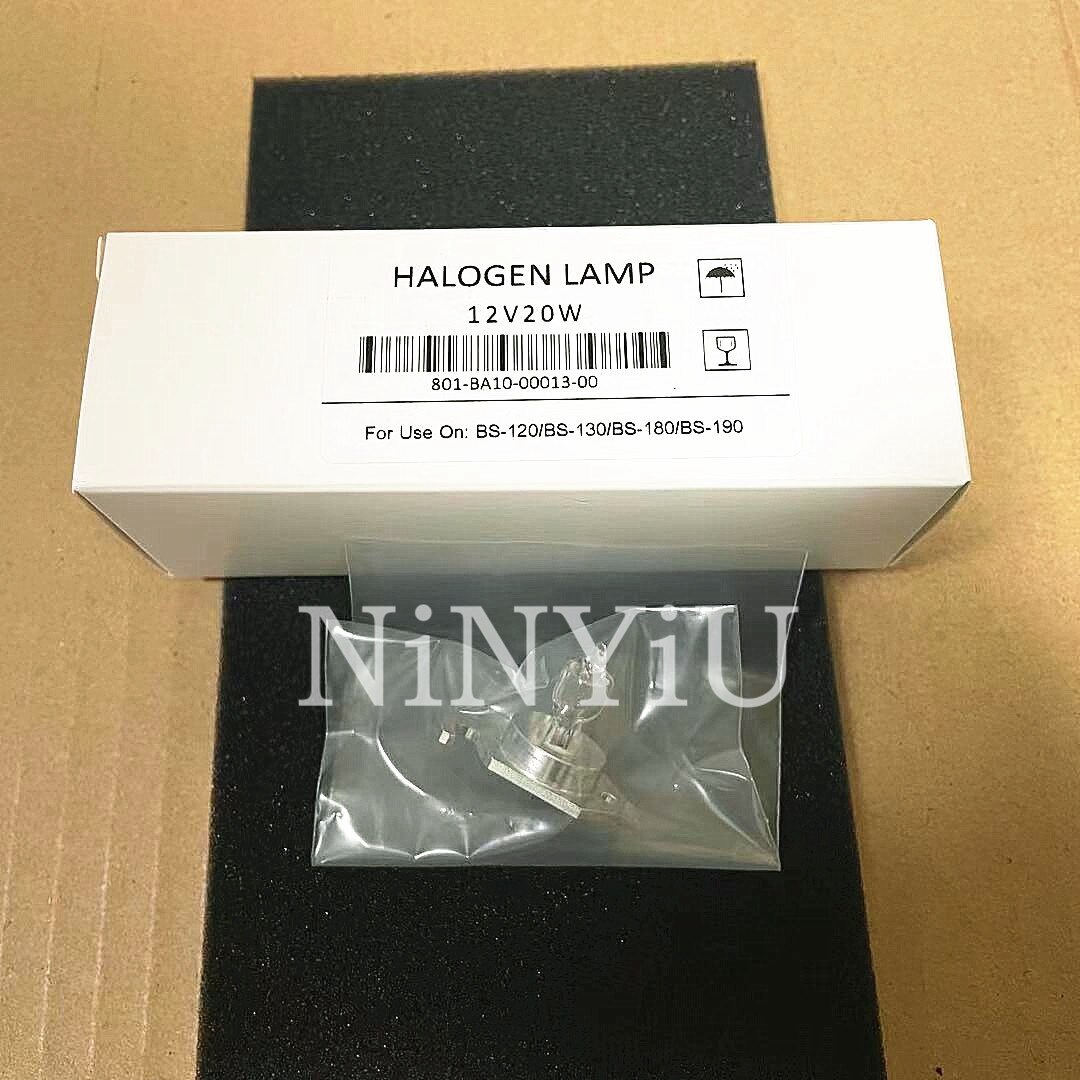 HALOGEN LAMP
12V20W
801-BA10-00013-00
For Use On: BS-120/BS-130/BS-180/BS-190
NiNYiU